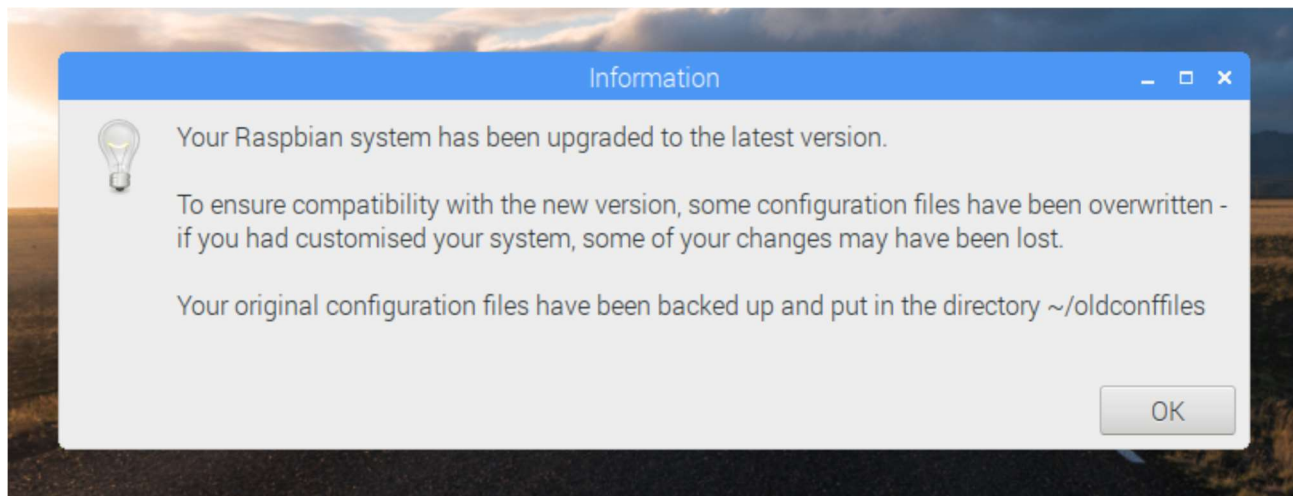 Information
Your Raspbian system has been upgraded to the latest version.
To ensure compatibility with the new version, some configuration files have been overwritten -
if you had customised your system, some of your changes may have been lost.
Your original configuration files have been backed up and put in the directory ~/oldconffiles
OK